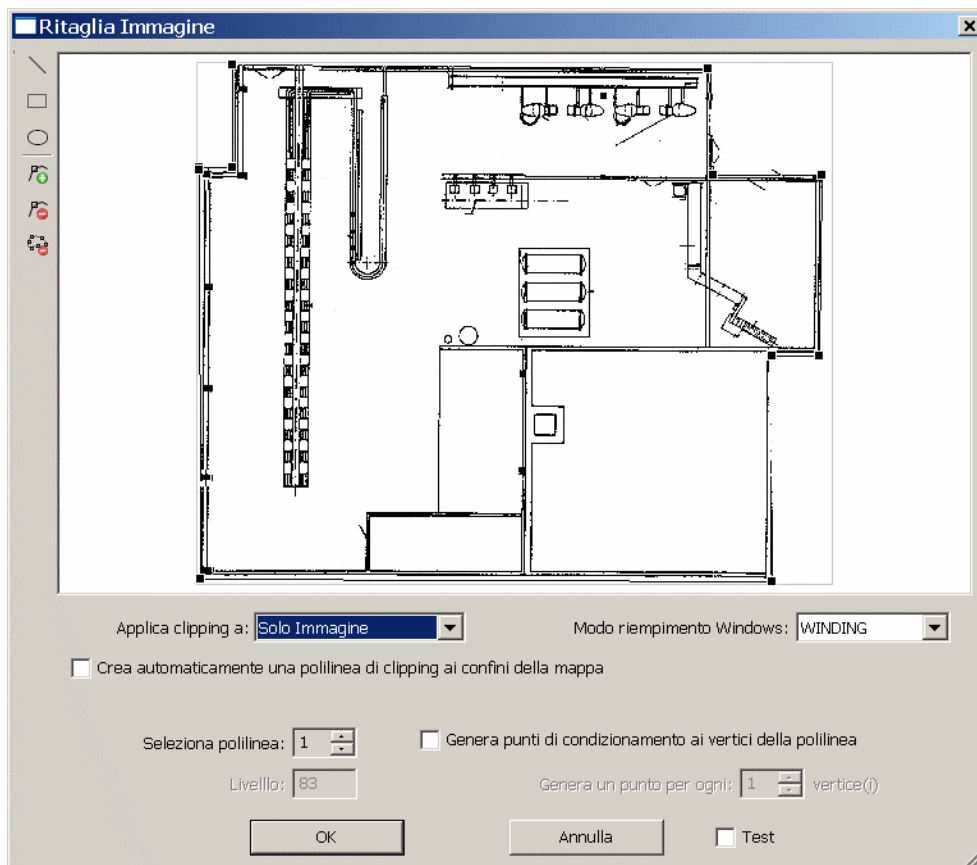 Ritaglia Immagine
Applica clipping a: Solo Immagine Modo riempimento Windows: WINDING
Crea automaticamente una polilinea di clipping ai confini della mappa
Seleziona polilinea: 1 Genera punti di condizionamento ai vertici della polilinea
Livelllo: 83 Genera un punto per ogni: 1 vertice(i)
OK Annulla Test